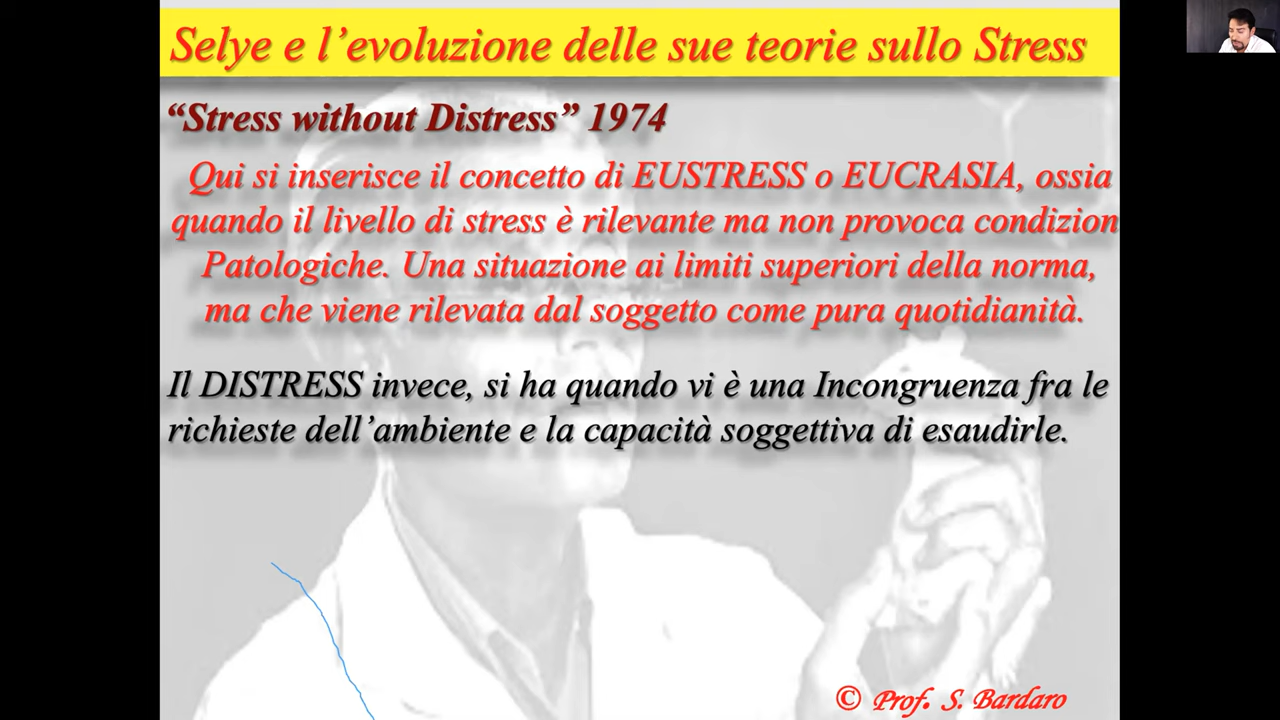 Selye e l’evoluzione delle sue teorie sullo Stress
“Stress without Distress” 1974
Qui si inserisce il concetto di EUSTRESS o EUCRASIA, ossia
quando il livello di stress è rilevante ma non provoca condizion
Patologiche. Una situazione ai limiti superiori della norma,
ma che viene rilevata dal soggetto come pura quotidianità.
Il DISTRESS invece, si ha quando vi è una Incongruenza fra le
richieste dell’ambiente e la capacità soggettiva di esaudirle.
© Prof. S. Bardaro